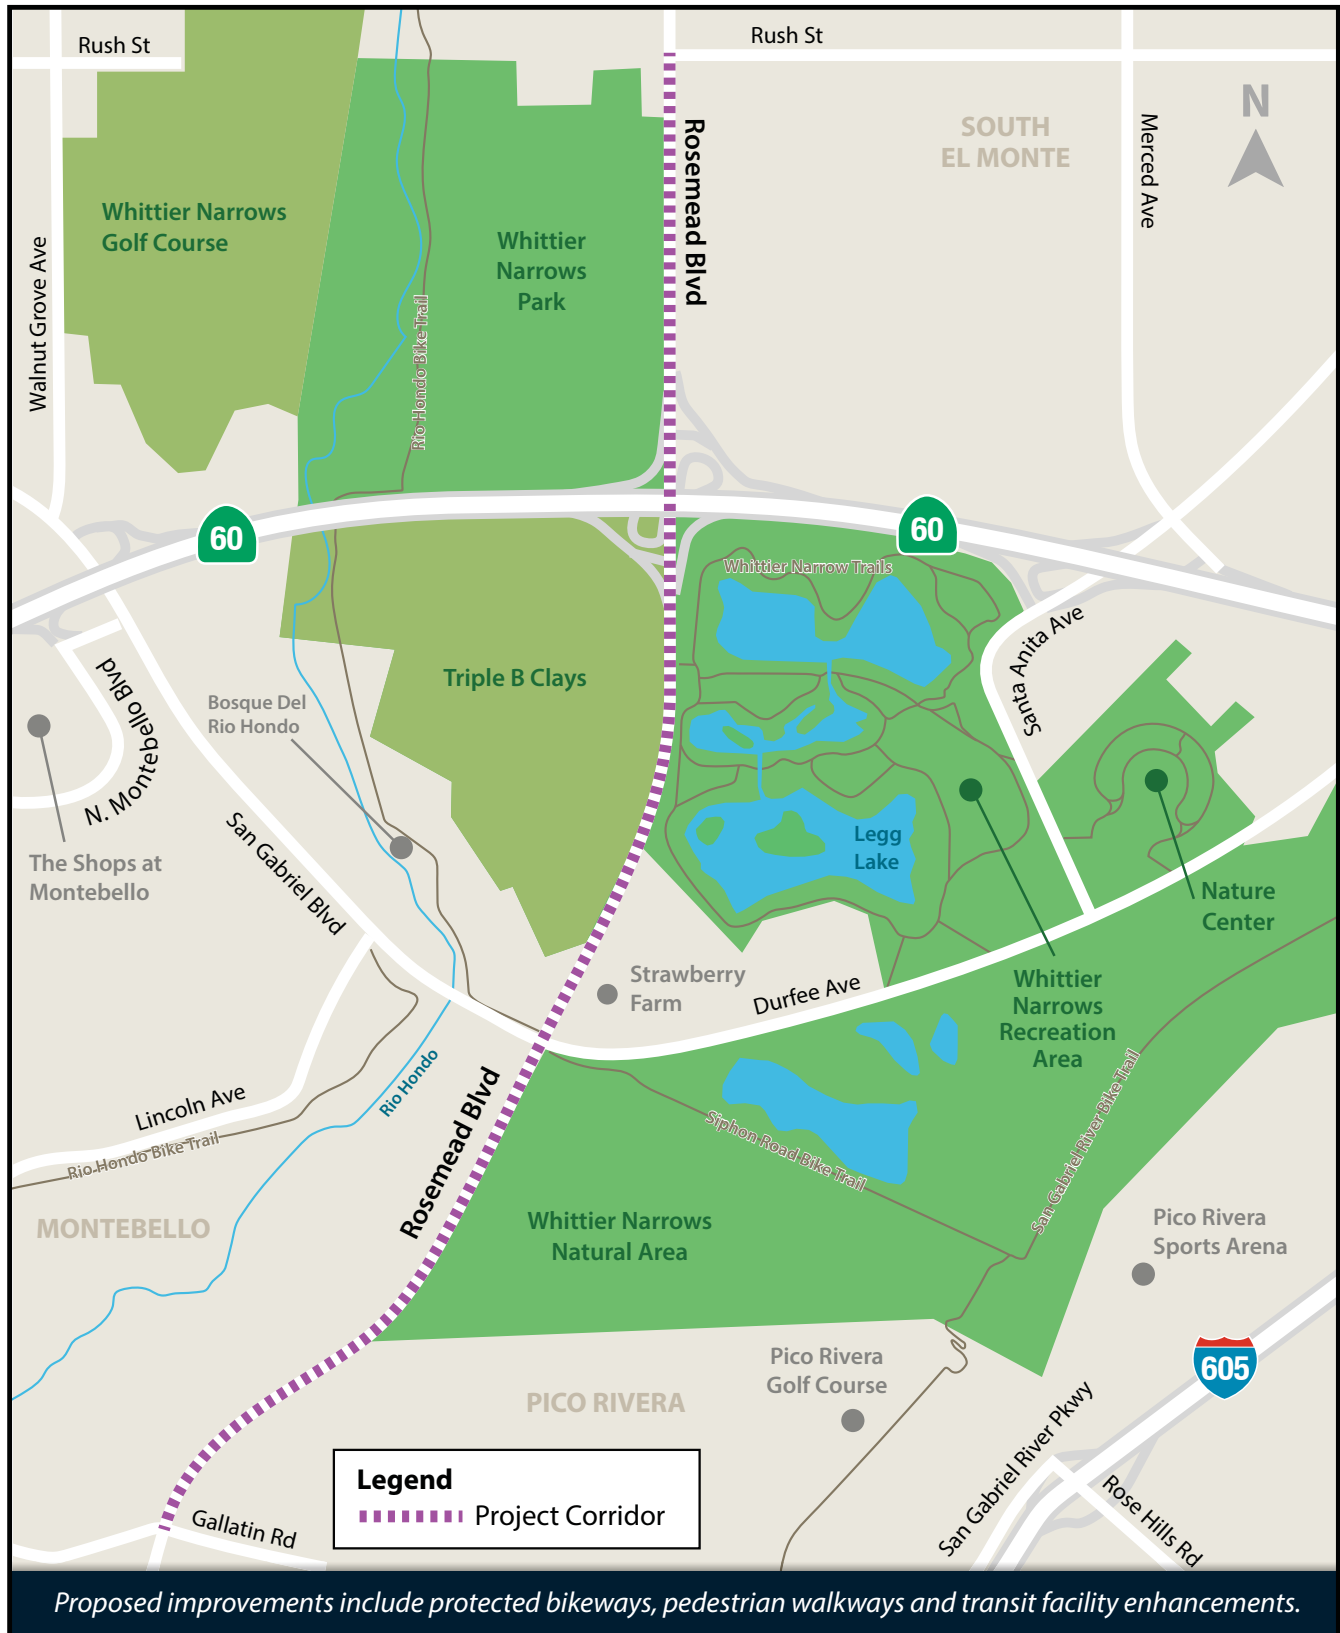 Rush St
Rush St
N
SOUTH
EL MONTE
Merced Ave
Rosemead Blvd
Whittier Narrows
Golf Course
Whittier
Narrows
Park
Walnut Grove Ave
Rio Hondo Bike Trail
60
60
Whittier Narrow Trails
Santa Anita Ave
Triple B Clays
Bosque Del
Rio Hondo
N. Montebello Blvd
The Shops at
Montebello
San Gabriel Blvd
Legg
Lake
Nature
Center
Strawberry
Farm
Durfee Ave
Whittier
Narrows
Recreation
Area
Rio Hondo
Lincoln Ave
Rio Hondo Bike Trail
Rosemead Blvd
Siphon Road Bike Trail
San Gabriel River Bike Trail
MONTEBELLO
Whittier Narrows
Natural Area
Pico Rivera
Sports Arena
Pico Rivera
Golf Course
605
PICO RIVERA
San Gabriel River Pkwy
Rose Hills Rd
Legend
Project Corridor
Gallatin Rd
Proposed improvements include protected bikeways, pedestrian walkways and transit facility enhancements.